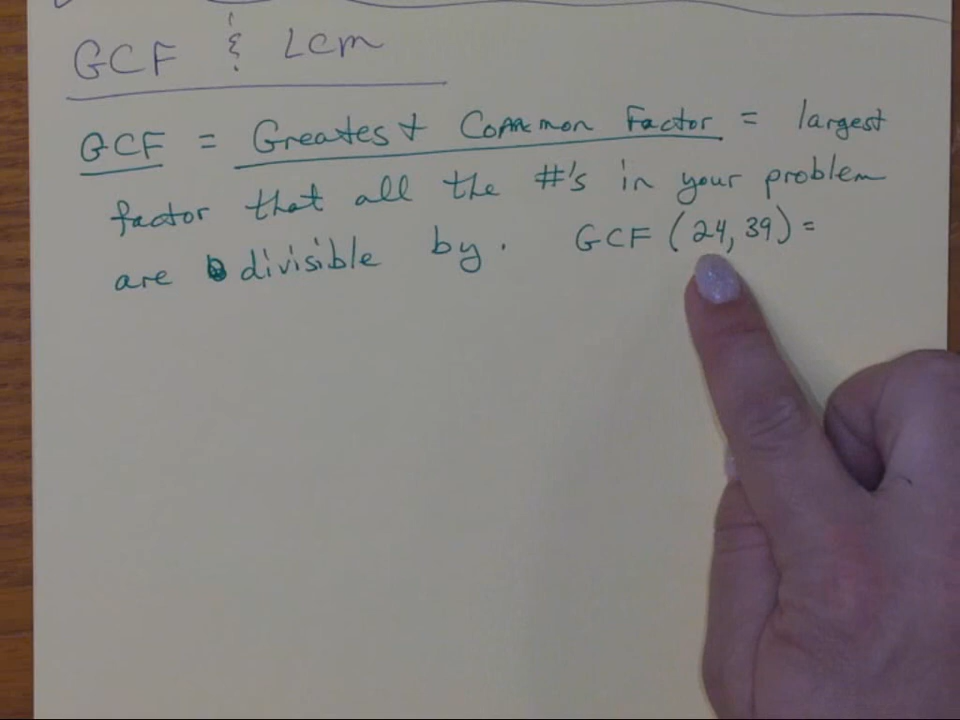 GCF & Lcm
GCF = Greatest Common Factor = largest
factor that all the #'s in your problem
are divisible by. GCF (24, 39) =